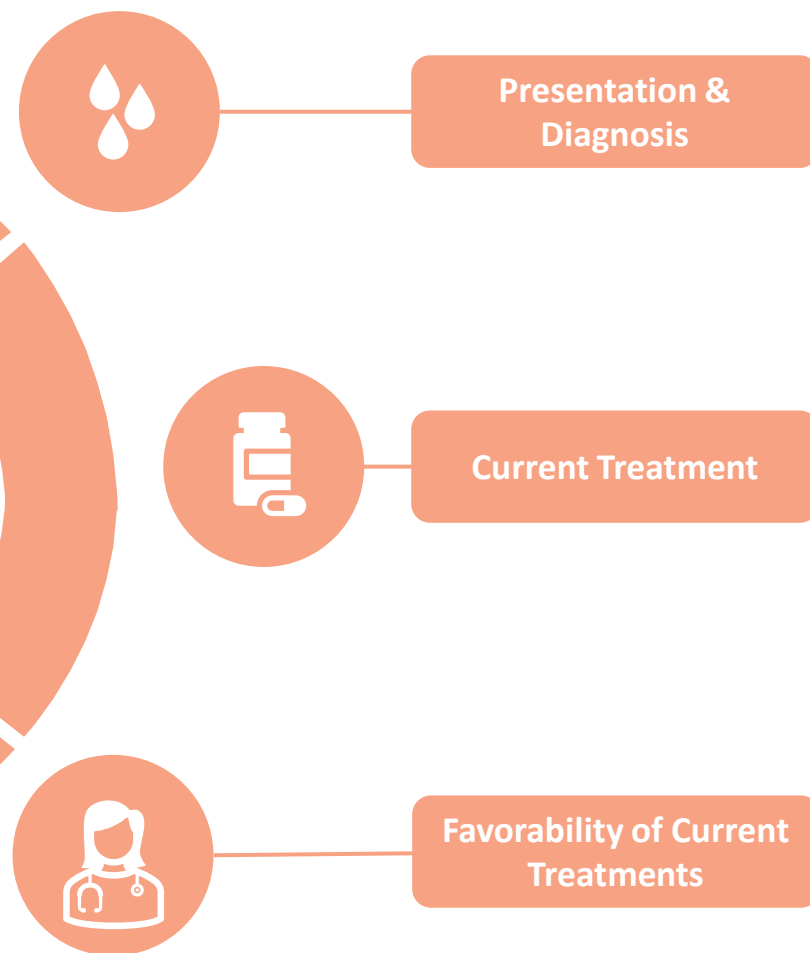 Presentation &
Diagnosis
Current Treatment
Favorability of Current
Treatments